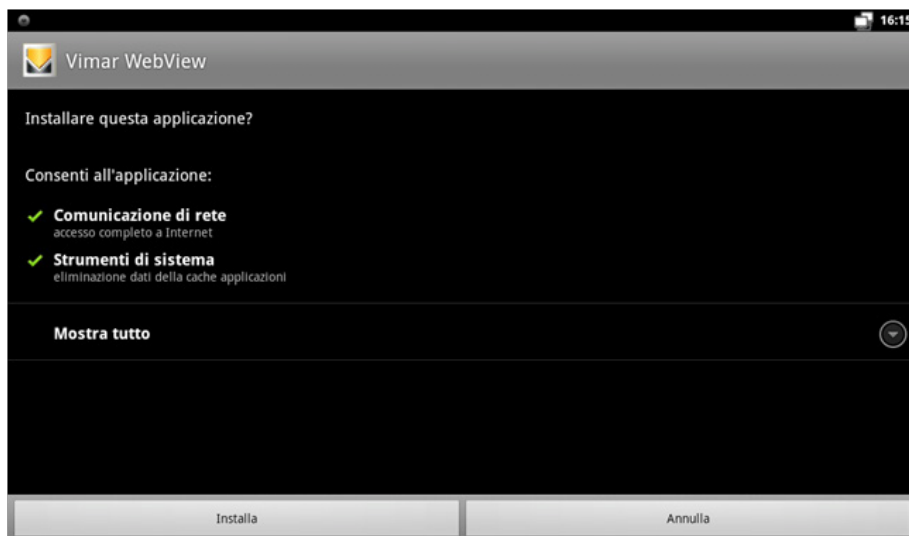 16:15
Vimar WebView
Installare questa applicazione?
Consenti all'applicazione:
Comunicazione di rete
accesso completo a Internet
Strumenti di sistema
eliminazione dati della cache applicazioni
Mostra tutto
Installa
Annulla